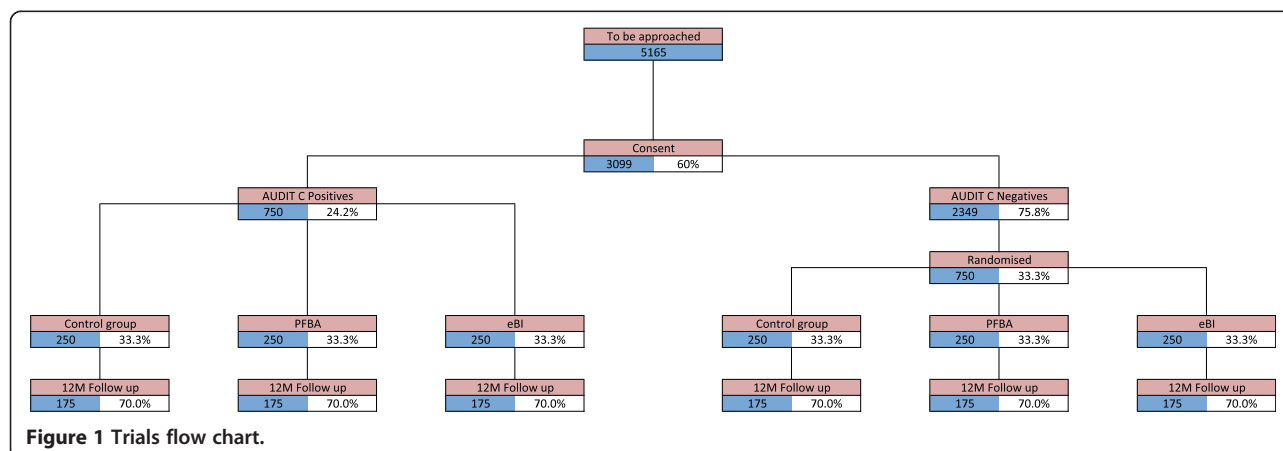 To be approached
5165
Consent
3099 60%
AUDIT C Positives AUDIT C Negatives
750 24.2% 2349 75.8%
Randomised
750 33.3%
Control group PFBA eBI Control group PFBA eBI
250 33.3% 250 33.3% 250 33.3% 250 33.3% 250 33.3% 250 33.3%
12M Follow up 12M Follow up 12M Follow up 12M Follow up 12M Follow up 12M Follow up
175 70.0% 175 70.0% 175 70.0% 175 70.0% 175 70.0% 175 70.0%
Figure 1 Trials flow chart.